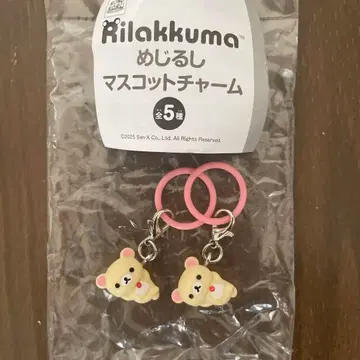 Rilakkuma™
めじるし
マスコットチャーム
全5種
©2025 San-X Co., Ltd. All Rights Reserved.